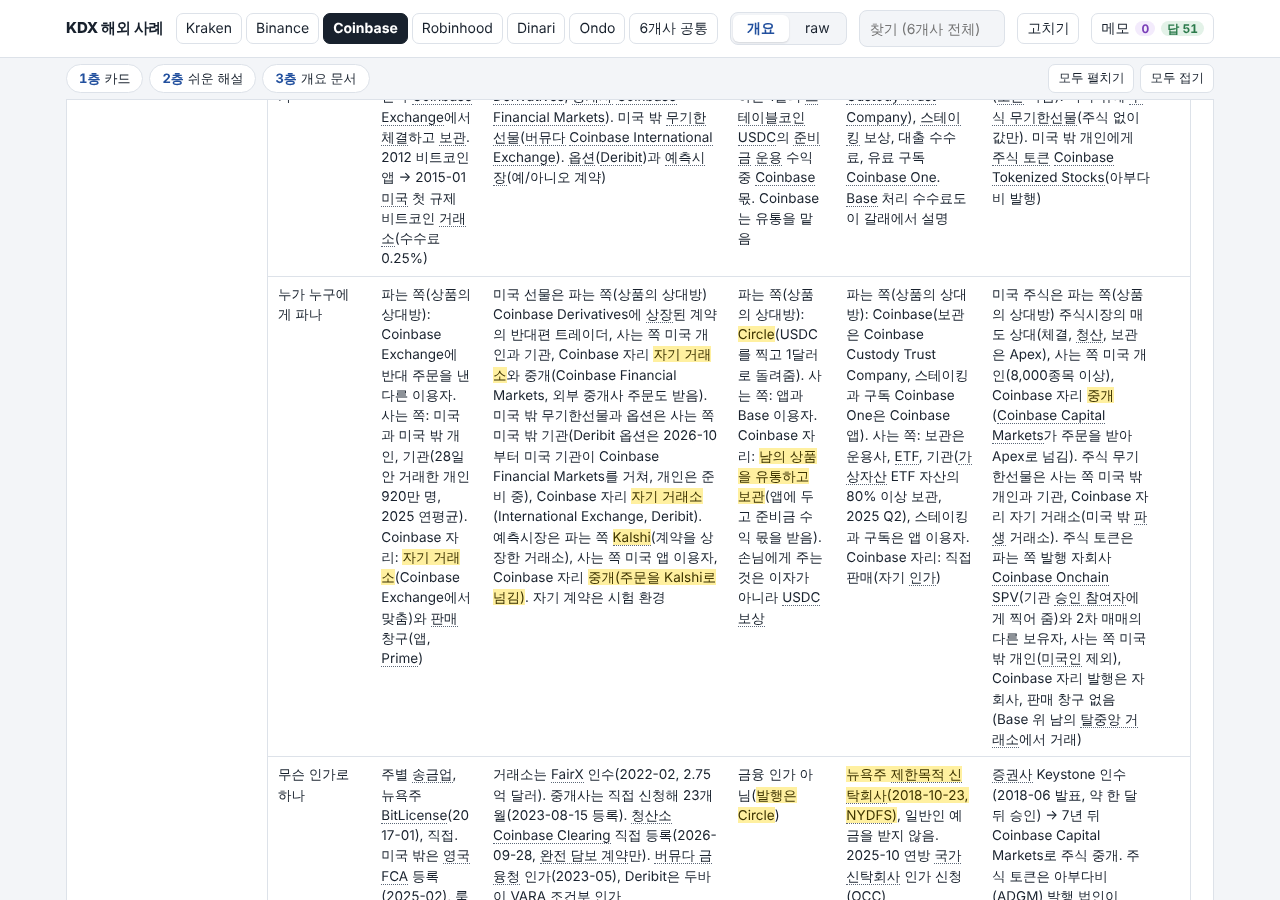 KDX 해외 사례
Kraken
Binance
Coinbase
Robinhood
Dinari
Ondo
6개사 공통
개요
raw
찾기 (6개사 전체)
고치기
메모 0 답 51
1층 카드
2층 쉬운 해설
3층 개요 문서
모두 펼치기
모두 접기
Exchange에서
체결하고 보관.
2012 비트코인
앱 → 2015-01
미국 첫 규제
비트코인 거래
소(수수료
0.25%)
Financial Markets). 미국 밖 무기한
선물(버뮤다 Coinbase International
Exchange). 옵션(Deribit)과 예측시
장(예/아니오 계약)
테이블코인
USDC의 준비
금 운용 수익
중 Coinbase
몫. Coinbase
는 유통을 맡
음
Company), 스테이
킹 보상, 대출 수수
료, 유료 구독
Coinbase One.
Base 처리 수수료도
이 갈래에서 설명
식 무기한선물(주식 없이
값만). 미국 밖 개인에게
주식 토큰 Coinbase
Tokenized Stocks(아부다
비 발행)
누가 누구에
게 파나
파는 쪽(상품의
상대방):
Coinbase
Exchange에
반대 주문을 낸
다른 이용자.
사는 쪽: 미국
과 미국 밖 개
인, 기관(28일
안 거래한 개인
920만 명,
2025 연평균).
Coinbase 자
리: 자기 거래
소(Coinbase
Exchange에서
맞춤)와 판매
창구(앱,
Prime)
미국 선물은 파는 쪽(상품의 상대방)
Coinbase Derivatives에 상장된 계약
의 반대편 트레이더, 사는 쪽 미국 개
인과 기관, Coinbase 자리 자기 거래
소와 중개(Coinbase Financial
Markets, 외부 중개사 주문도 받음).
미국 밖 무기한선물과 옵션은 사는 쪽
미국 밖 기관(Deribit 옵션은 2026-10
부터 미국 기관이 Coinbase
Financial Markets를 거쳐, 개인은 준
비 중), Coinbase 자리 자기 거래소
(International Exchange, Deribit).
예측시장은 파는 쪽 Kalshi(계약을 상
장한 거래소), 사는 쪽 미국 앱 이용자,
Coinbase 자리 중개(주문을 Kalshi로
넘김). 자기 계약은 시험 환경
파는 쪽(상품
의 상대방):
Circle(USDC
를 찍고 1달러
로 돌려줌). 사
는 쪽: 앱과
Base 이용자.
Coinbase 자
리: 남의 상품
을 유통하고
보관(앱에 두
고 준비금 수
익 몫을 받음).
손님에게 주는
것은 이자가
아니라 USDC
보상
파는 쪽(상품의 상대
방): Coinbase(보관
은 Coinbase
Custody Trust
Company, 스테이킹
과 구독 Coinbase
One은 Coinbase
앱). 사는 쪽: 보관은
운용사, ETF, 기관(가
상자산 ETF 자산의
80% 이상 보관,
2025 Q2), 스테이킹
과 구독은 앱 이용자.
Coinbase 자리: 직접
판매(자기 인가)
미국 주식은 파는 쪽(상품
의 상대방) 주식시장의 매
도 상대(체결, 청산, 보관
은 Apex), 사는 쪽 미국 개
인(8,000종목 이상),
Coinbase 자리 중개
(Coinbase Capital
Markets가 주문을 받아
Apex로 넘김). 주식 무기
한선물은 사는 쪽 미국 밖
개인과 기관, Coinbase 자
리 자기 거래소(미국 밖 파
생 거래소). 주식 토큰은
파는 쪽 발행 자회사
Coinbase Onchain
SPV(기관 승인 참여자에
게 찍어 줌)와 2차 매매의
다른 보유자, 사는 쪽 미국
밖 개인(미국인 제외),
Coinbase 자리 발행은 자
회사, 판매 창구 없음
(Base 위 남의 탈중앙 거
래소에서 거래)
무슨 인가로
하나
주별 송금업,
뉴욕주
BitLicense(20
17-01), 직접.
미국 밖은 영국
FCA 등록
(2025-02), 룩
거래소는 FairX 인수(2022-02, 2.75
억 달러). 중개사는 직접 신청해 23개
월(2023-08-15 등록). 청산소
Coinbase Clearing 직접 등록(2026-
09-28, 완전 담보 계약만). 버뮤다 금
융청 인가(2023-05), Deribit은 두바
이 VARA 조건부 인가
금융 인가 아
님(발행은
Circle)
뉴욕주 제한목적 신
탁회사(2018-10-23,
NYDFS), 일반인 예
금을 받지 않음.
2025-10 연방 국가
신탁회사 인가 신청
(OCC)
증권사 Keystone 인수
(2018-06 발표, 약 한 달
뒤 승인) → 7년 뒤
Coinbase Capital
Markets로 주식 중개. 주
식 토큰은 아부다비
(ADGM) 발행 법인이